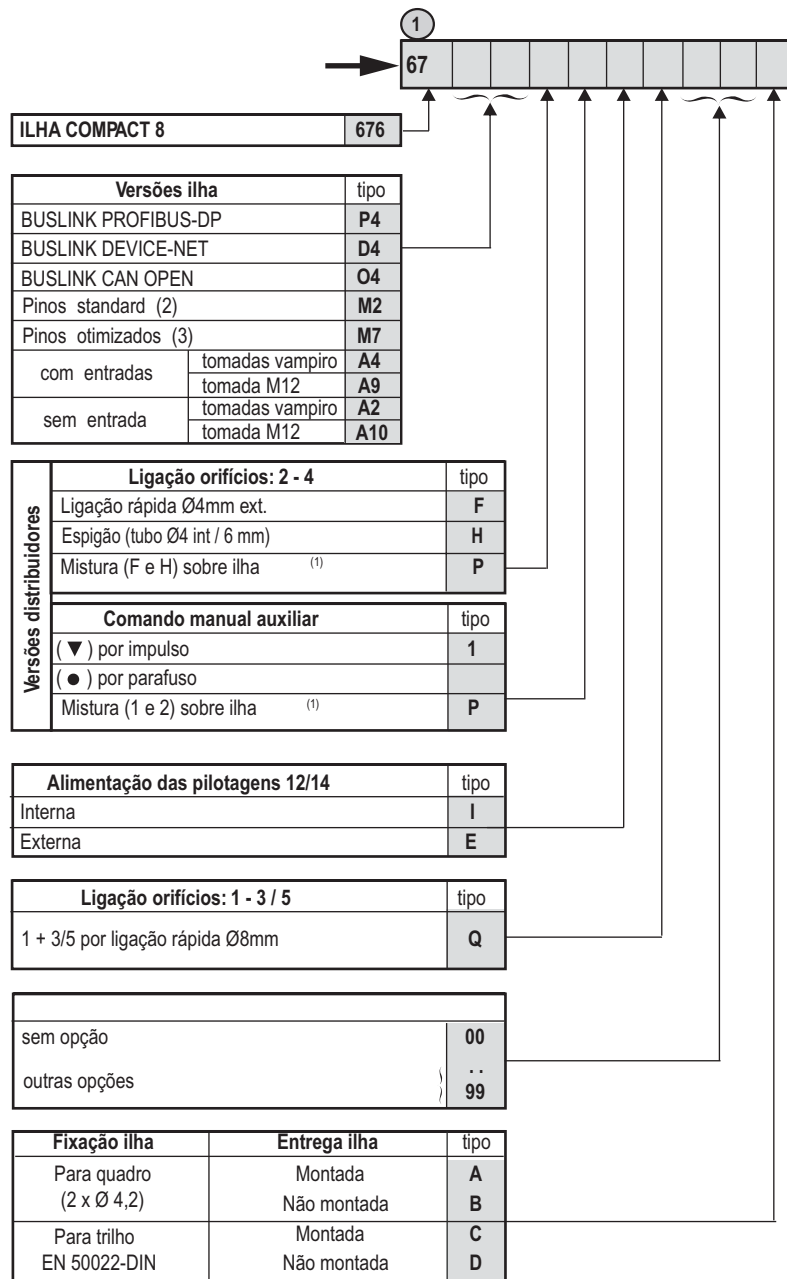 1
67
ILHA COMPACT 8 676
Versões ilha tipo
BUSLINK PROFIBUS-DP P4
BUSLINK DEVICE-NET D4
BUSLINK CAN OPEN O4
Pinos standard (2) M2
Pinos otimizados (3) M7
com entradas tomadas vampiro A4
tomada M12 A9
sem entrada tomadas vampiro A2
tomada M12 A10
Versões distribuidores
Ligação orifícios: 2 - 4 tipo
Ligação rápida Ø4mm ext. F
Espigão (tubo Ø4 int / 6 mm) H
Mistura (F e H) sobre ilha (1) P
Comando manual auxiliar tipo
( ▼ ) por impulso 1
( ● ) por parafuso
Mistura (1 e 2) sobre ilha (1) P
Alimentação das pilotagens 12/14 tipo
Interna I
Externa E
Ligação orifícios: 1 - 3 / 5 tipo
1 + 3/5 por ligação rápida Ø8mm Q
sem opção 00
outras opções . . 99
Fixação ilha Entrega ilha tipo
Para quadro Montada A
(2 x Ø 4,2) Não montada B
Para trilho Montada C
EN 50022-DIN Não montada D